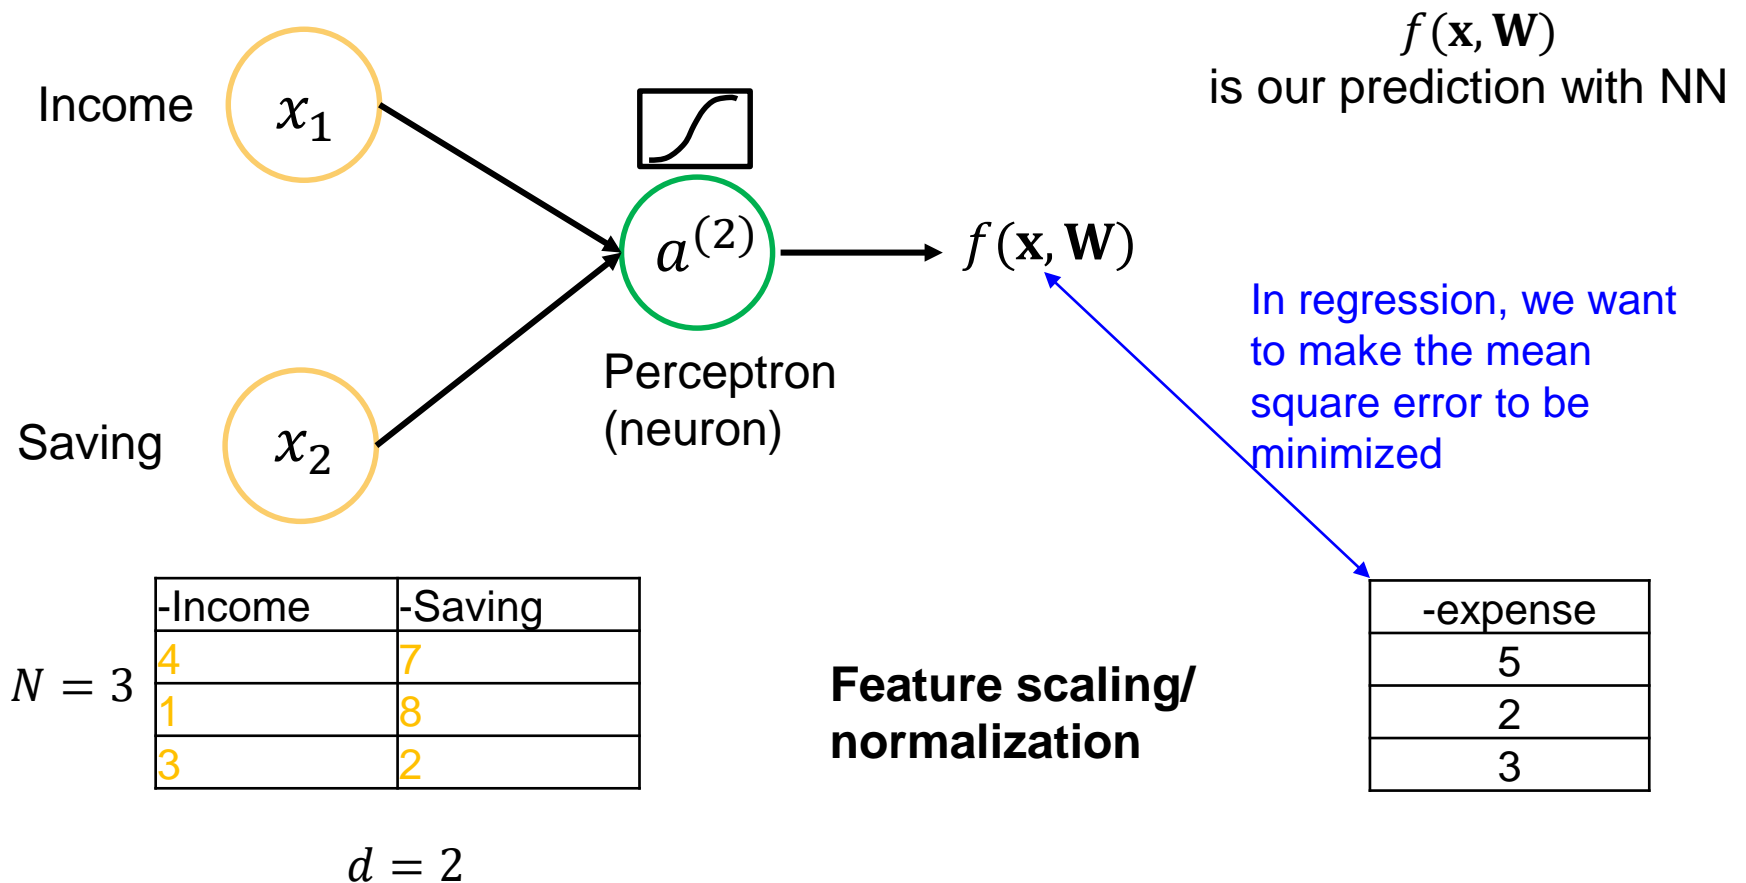 f(x, W)
is our prediction with NN
Income
x₁
a⁽²⁾
f(x, W)
In regression, we want
to make the mean
square error to be
minimized
Perceptron
(neuron)
Saving
x₂
-Income -Saving
4 7
1 8
3 2
N = 3
d = 2
Feature scaling/
normalization
-expense
5
2
3